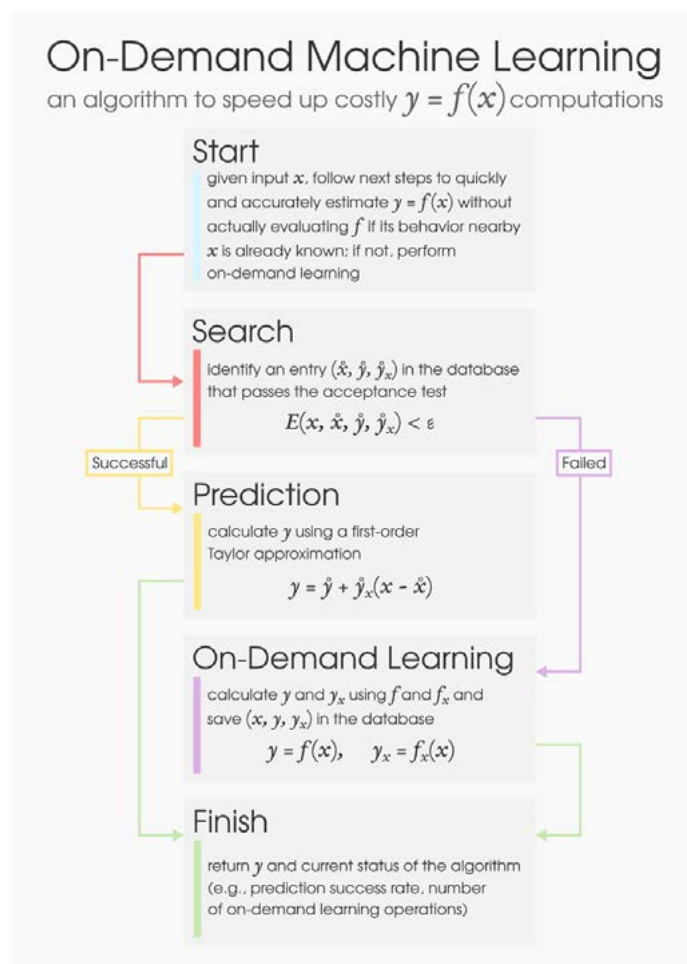 On-Demand Machine Learning
an algorithm to speed up costly y = f(x) computations
Start
given input x, follow next steps to quickly
and accurately estimate y = f(x) without
actually evaluating f if its behavior nearby
x is already known; if not, perform
on-demand learning
Search
identify an entry (x̊, ẙ, ẙₓ) in the database
that passes the acceptance test
E(x, x̊, ẙ, ẙₓ) < ε
Successful
Failed
Prediction
calculate y using a first-order
Taylor approximation
y = ẙ + ẙₓ(x - x̊)
On-Demand Learning
calculate y and yₓ using f and fₓ and
save (x, y, yₓ) in the database
y = f(x), yₓ = fₓ(x)
Finish
return y and current status of the algorithm
(e.g., prediction success rate, number
of on-demand learning operations)